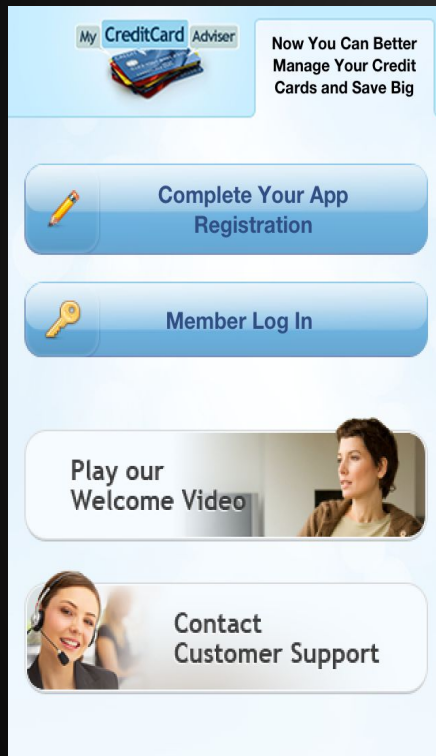 My CreditCard Adviser
Now You Can Better
Manage Your Credit
Cards and Save Big
Complete Your App
Registration
Member Log In
Play our
Welcome Video
Contact
Customer Support